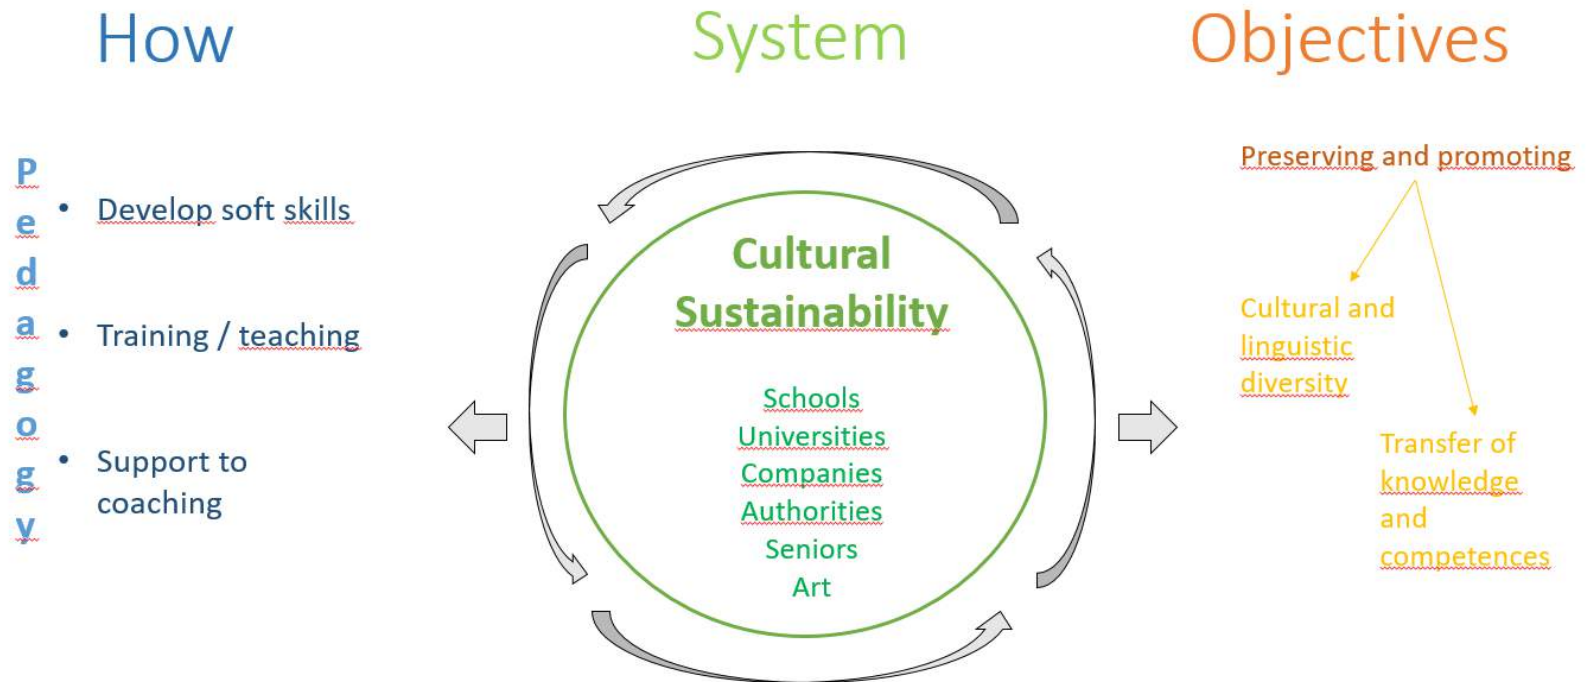 How
System
Objectives
Pedagogy
• Develop soft skills
• Training / teaching
• Support to
coaching
Cultural
Sustainability
Schools
Universities
Companies
Authorities
Seniors
Art
Preserving and promoting
Cultural and
linguistic
diversity
Transfer of
knowledge
and
competences